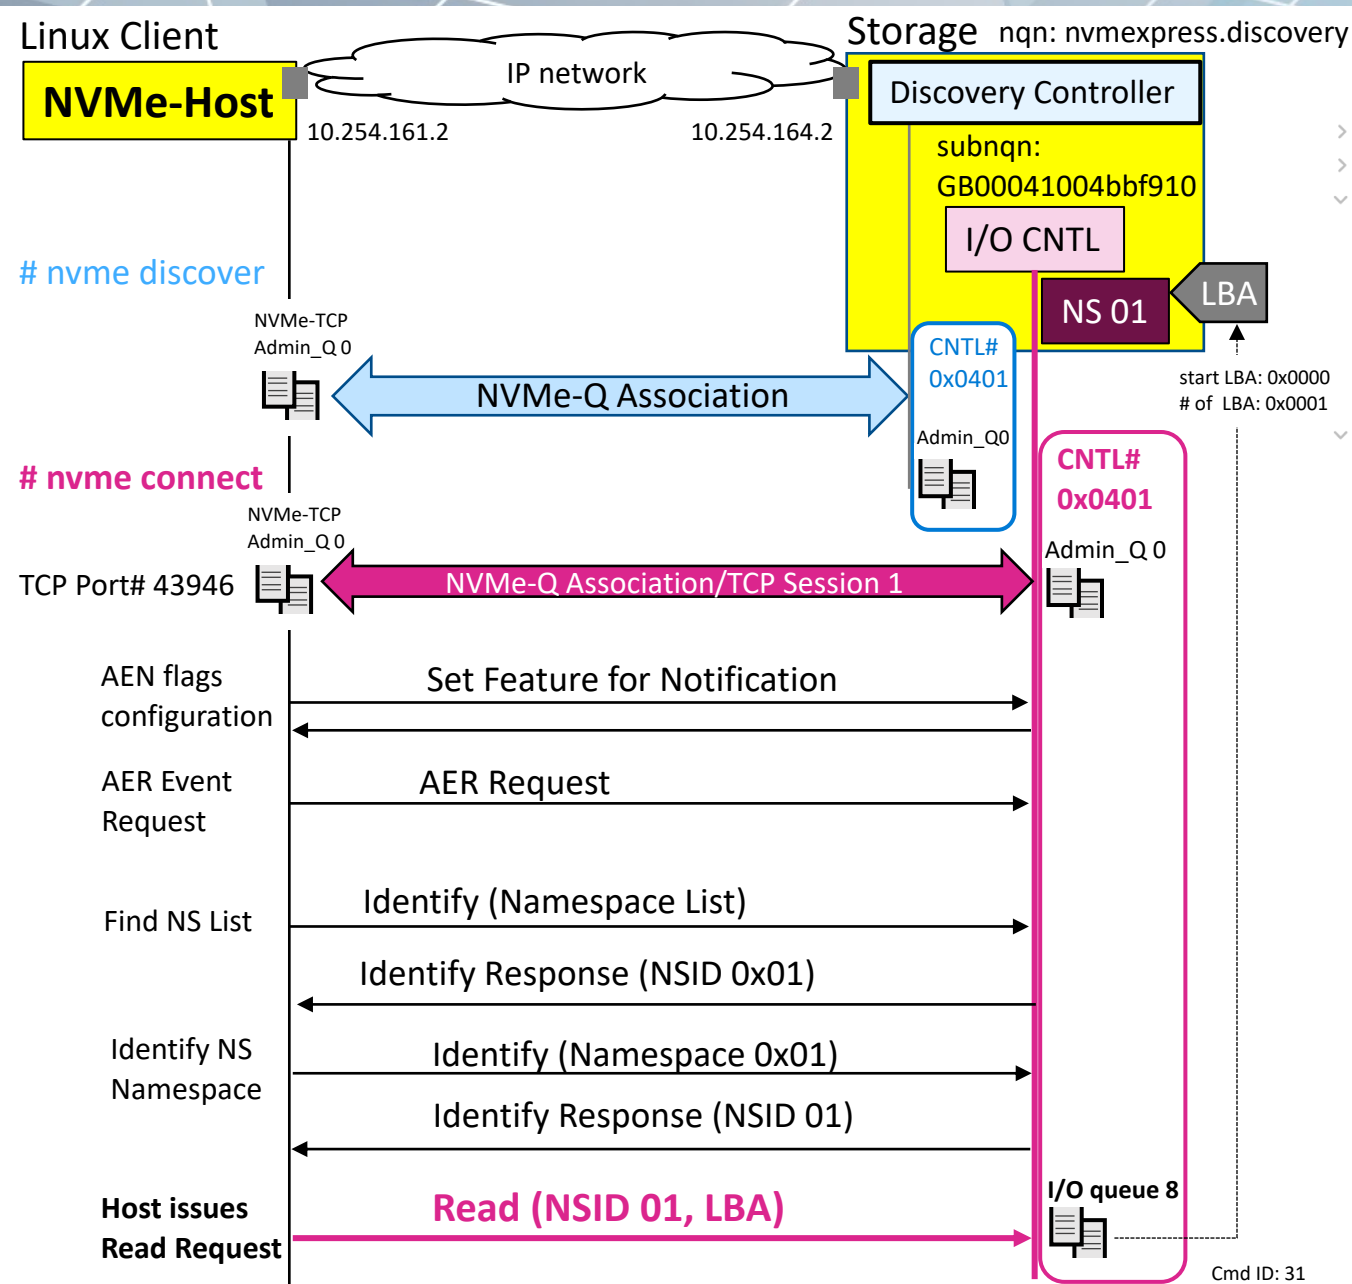 Linux Client
Storage nqn: nvmexpress.discovery
NVMe-Host
IP network
Discovery Controller
10.254.161.2
10.254.164.2
subnqn:
GB00041004bbf910
I/O CNTL
# nvme discover
NS 01
LBA
NVMe-TCP
Admin_Q 0
CNTL#
0x0401
NVMe-Q Association
start LBA: 0x0000
# of LBA: 0x0001
Admin_Q0
# nvme connect
CNTL#
0x0401
NVMe-TCP
Admin_Q 0
Admin_Q 0
TCP Port# 43946
NVMe-Q Association/TCP Session 1
AEN flags
configuration
Set Feature for Notification
AER Event
Request
AER Request
Find NS List
Identify (Namespace List)
Identify Response (NSID 0x01)
Identify NS
Namespace
Identify (Namespace 0x01)
Identify Response (NSID 01)
Host issues
Read Request
Read (NSID 01, LBA)
I/O queue 8
Cmd ID: 31